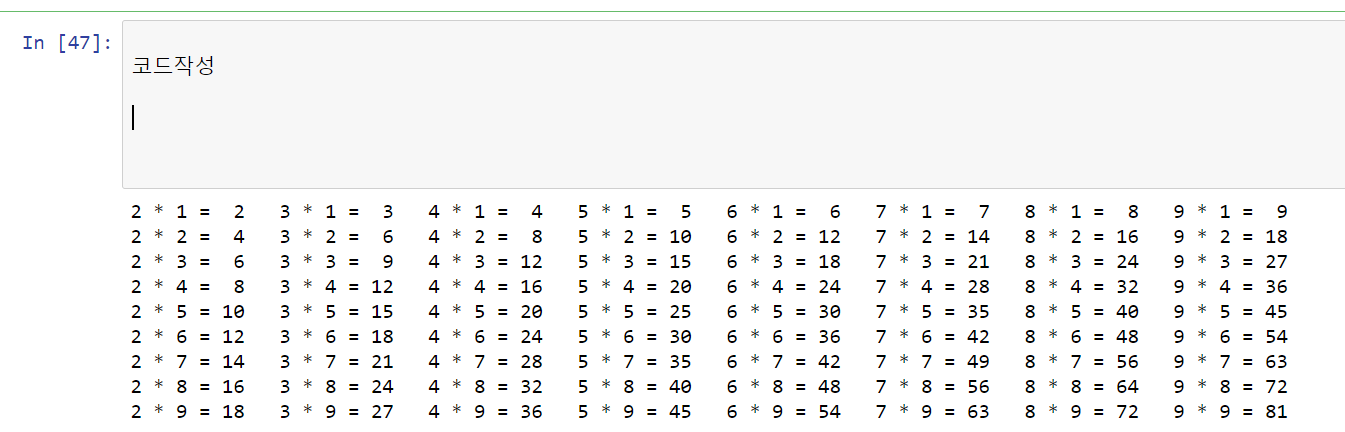 In [47]:
코드작성
2 * 1 =  2   3 * 1 =  3   4 * 1 =  4   5 * 1 =  5   6 * 1 =  6   7 * 1 =  7   8 * 1 =  8   9 * 1 =  9
2 * 2 =  4   3 * 2 =  6   4 * 2 =  8   5 * 2 = 10   6 * 2 = 12   7 * 2 = 14   8 * 2 = 16   9 * 2 = 18
2 * 3 =  6   3 * 3 =  9   4 * 3 = 12   5 * 3 = 15   6 * 3 = 18   7 * 3 = 21   8 * 3 = 24   9 * 3 = 27
2 * 4 =  8   3 * 4 = 12   4 * 4 = 16   5 * 4 = 20   6 * 4 = 24   7 * 4 = 28   8 * 4 = 32   9 * 4 = 36
2 * 5 = 10   3 * 5 = 15   4 * 5 = 20   5 * 5 = 25   6 * 5 = 30   7 * 5 = 35   8 * 5 = 40   9 * 5 = 45
2 * 6 = 12   3 * 6 = 18   4 * 6 = 24   5 * 6 = 30   6 * 6 = 36   7 * 6 = 42   8 * 6 = 48   9 * 6 = 54
2 * 7 = 14   3 * 7 = 21   4 * 7 = 28   5 * 7 = 35   6 * 7 = 42   7 * 7 = 49   8 * 7 = 56   9 * 7 = 63
2 * 8 = 16   3 * 8 = 24   4 * 8 = 32   5 * 8 = 40   6 * 8 = 48   7 * 8 = 56   8 * 8 = 64   9 * 8 = 72
2 * 9 = 18   3 * 9 = 27   4 * 9 = 36   5 * 9 = 45   6 * 9 = 54   7 * 9 = 63   8 * 9 = 72   9 * 9 = 81